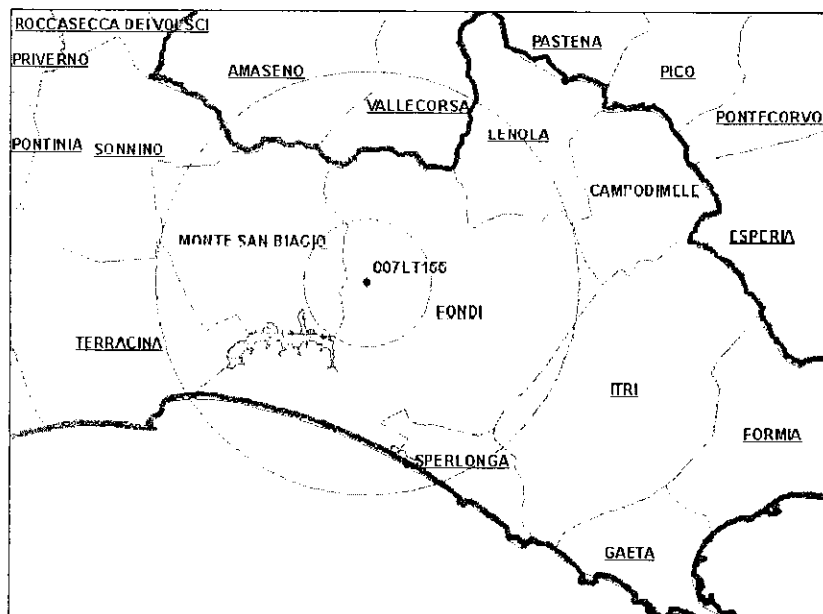 ROCCASECCA DEI VOLSCI
PASTENA
PRIVERNO
AMASENO
PICO
VALLECORSA
PONTECORVO
LENOLA
PONTINIA
SONNINO
CAMPODIMELE
MONTE SAN BIAGIO
ESPERIA
007LT155
FONDI
TERRACINA
ITRI
FORMIA
SPERLONGA
GAETA